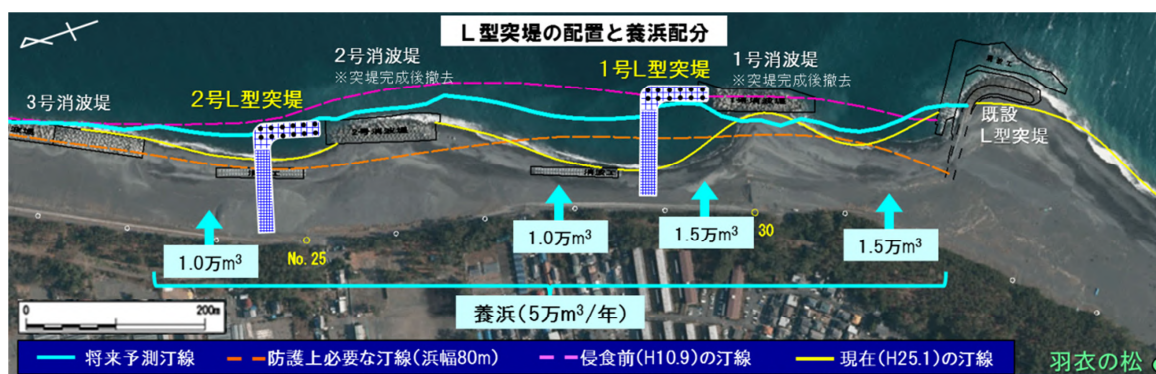 L型突堤の配置と養浜配分
2号消波堤
※突堤完成後撤去
1号L型突堤
1号消波堤
※突堤完成後撤去
3号消波堤
2号L型突堤
既設
L型突堤
2号消波堤
1.0万m³
No.25
1.0万m³
1.5万m³
30
1.5万m³
養浜(5万m³/年)
0 200m
将来予測汀線 防護上必要な汀線(浜幅80m) 侵食前(H10.9)の汀線 現在(H25.1)の汀線
羽衣の松